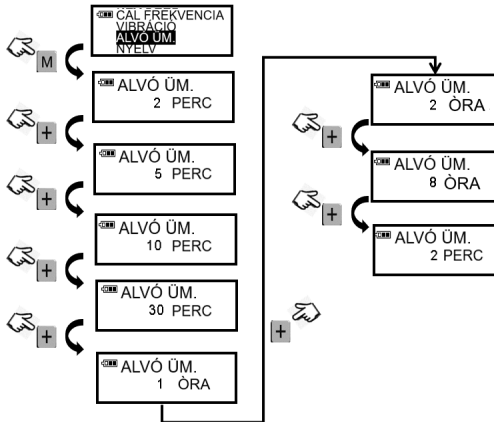 CAL FREKVENCIA
VIBRÁCIÓ
ALVÓ ÜM.
NYELV
M
ALVÓ ÜM.
2 PERC
+
ALVÓ ÜM.
5 PERC
+
ALVÓ ÜM.
10 PERC
+
ALVÓ ÜM.
30 PERC
+
ALVÓ ÜM.
1 ÒRA
+
ALVÓ ÜM.
2 ÒRA
+
ALVÓ ÜM.
8 ÒRA
+
ALVÓ ÜM.
2 PERC